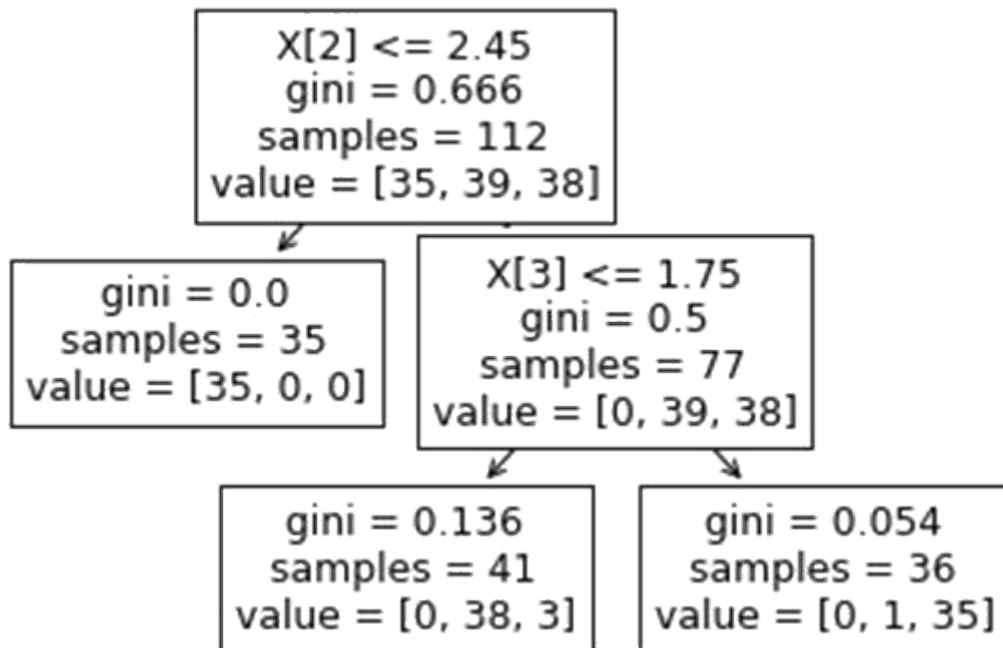 X[2] <= 2.45
gini = 0.666
samples = 112
value = [35, 39, 38]
gini = 0.0
samples = 35
value = [35, 0, 0]
X[3] <= 1.75
gini = 0.5
samples = 77
value = [0, 39, 38]
gini = 0.136
samples = 41
value = [0, 38, 3]
gini = 0.054
samples = 36
value = [0, 1, 35]